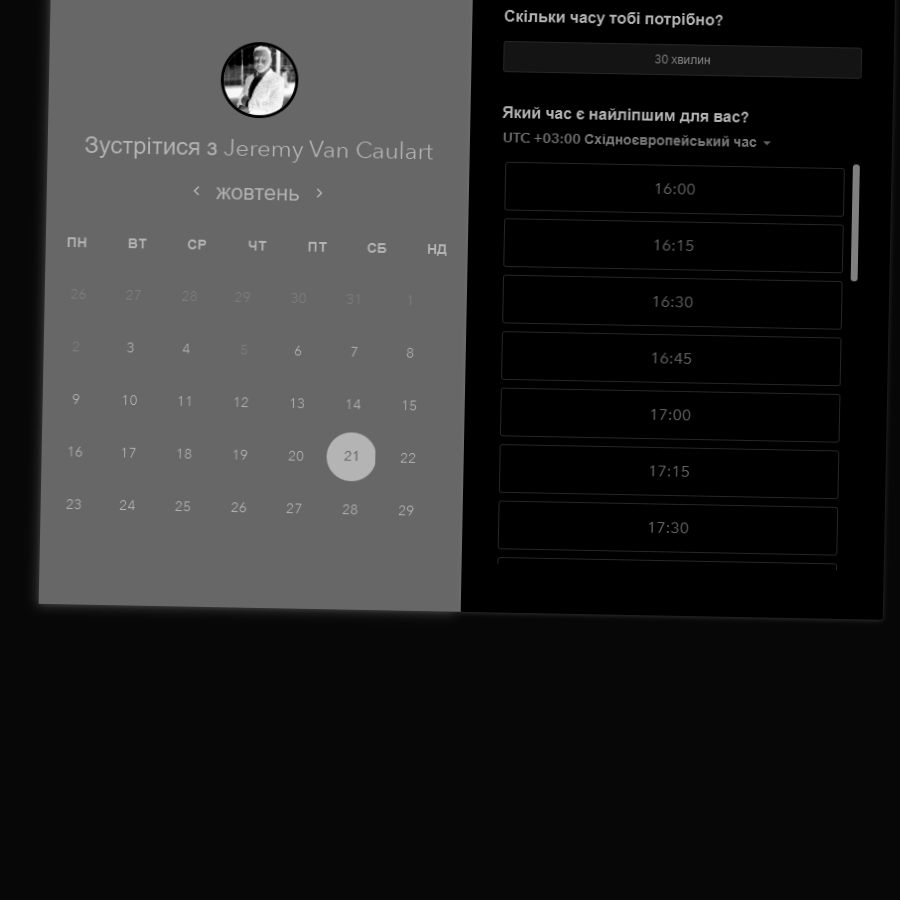 Зустрітися з Jeremy Van Caulart
жовтень
ПН ВТ СР ЧТ ПТ СБ НД
26 27 28 29 30 31 1
2 3 4 5 6 7 8
9 10 11 12 13 14 15
16 17 18 19 20 21 22
23 24 25 26 27 28 29
Скільки часу тобі потрібно?
30 хвилин
Який час є найліпшим для вас?
UTC +03:00 Східноєвропейський час
16:00
16:15
16:30
16:45
17:00
17:15
17:30